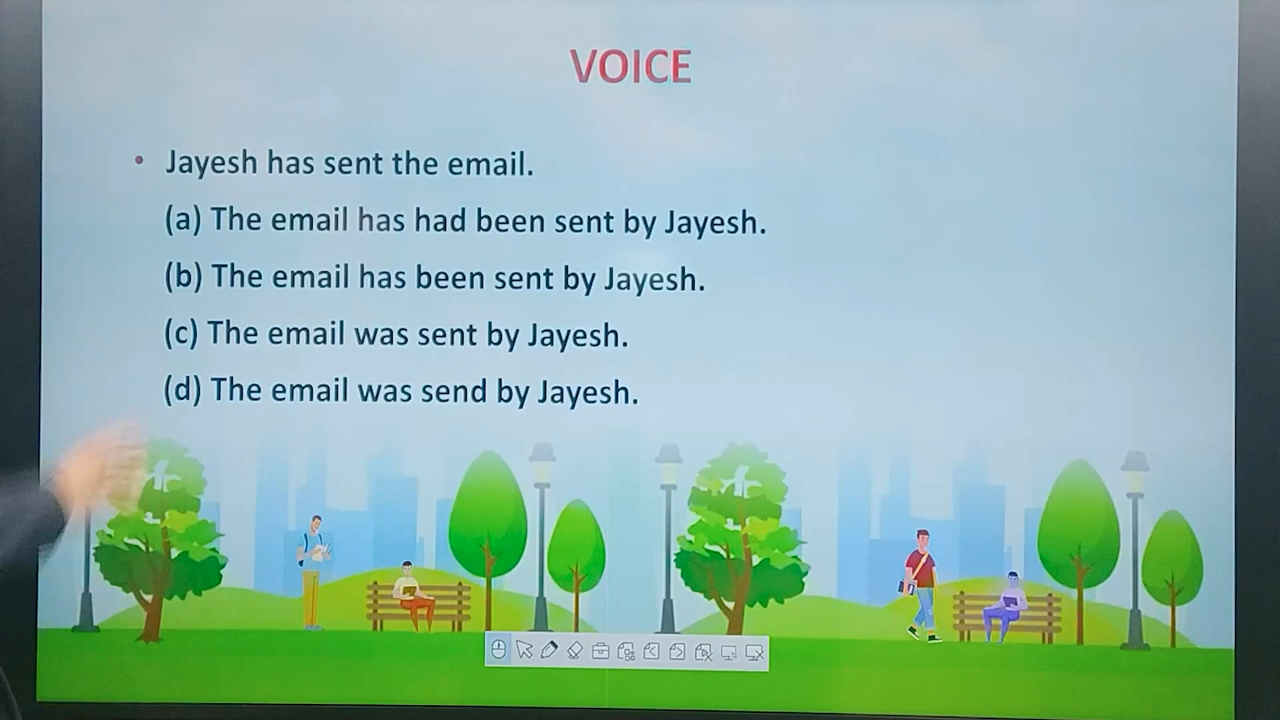 VOICE
• Jayesh has sent the email.
(a) The email has had been sent by Jayesh.
(b) The email has been sent by Jayesh.
(c) The email was sent by Jayesh.
(d) The email was send by Jayesh.